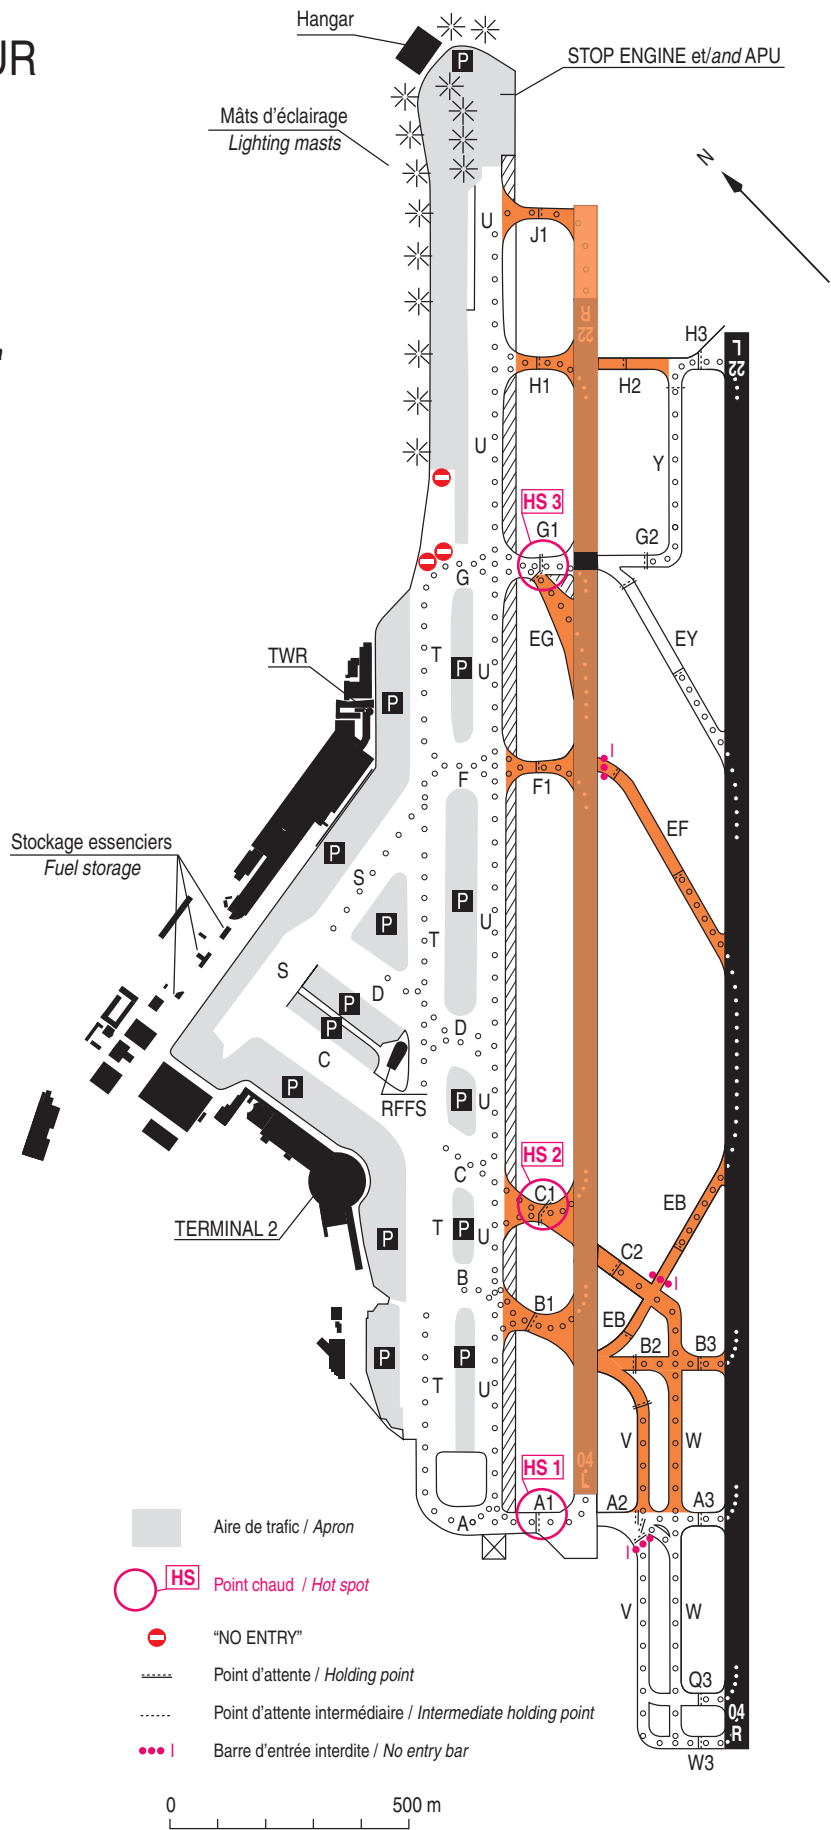 UR
Hangar
STOP ENGINE et/and APU
Mâts d'éclairage
Lighting masts
N
U
J1
22
R
H3
L
22
H1
H2
U
Y
HS 3
G1
G2
G
EG
EY
TWR
T
P
U
P
P
I
F
F1
EF
Stockage essenciers
Fuel storage
P
S
P
P
U
T
S
D
P
P
D
C
RFFS
P
P
U
HS 2
C
C1
EB
TERMINAL 2
P
T
P
U
C2
I
B
B1
EB
B2
B3
P
P
T
U
V
W
04
L
HS 1
A
A1
A2
A3
I
V
W
Q3
04
R
W3
Aire de trafic / Apron
HS
Point chaud / Hot spot
"NO ENTRY"
Point d'attente / Holding point
Point d'attente intermédiaire / Intermediate holding point
I
Barre d'entrée interdite / No entry bar
0
500 m